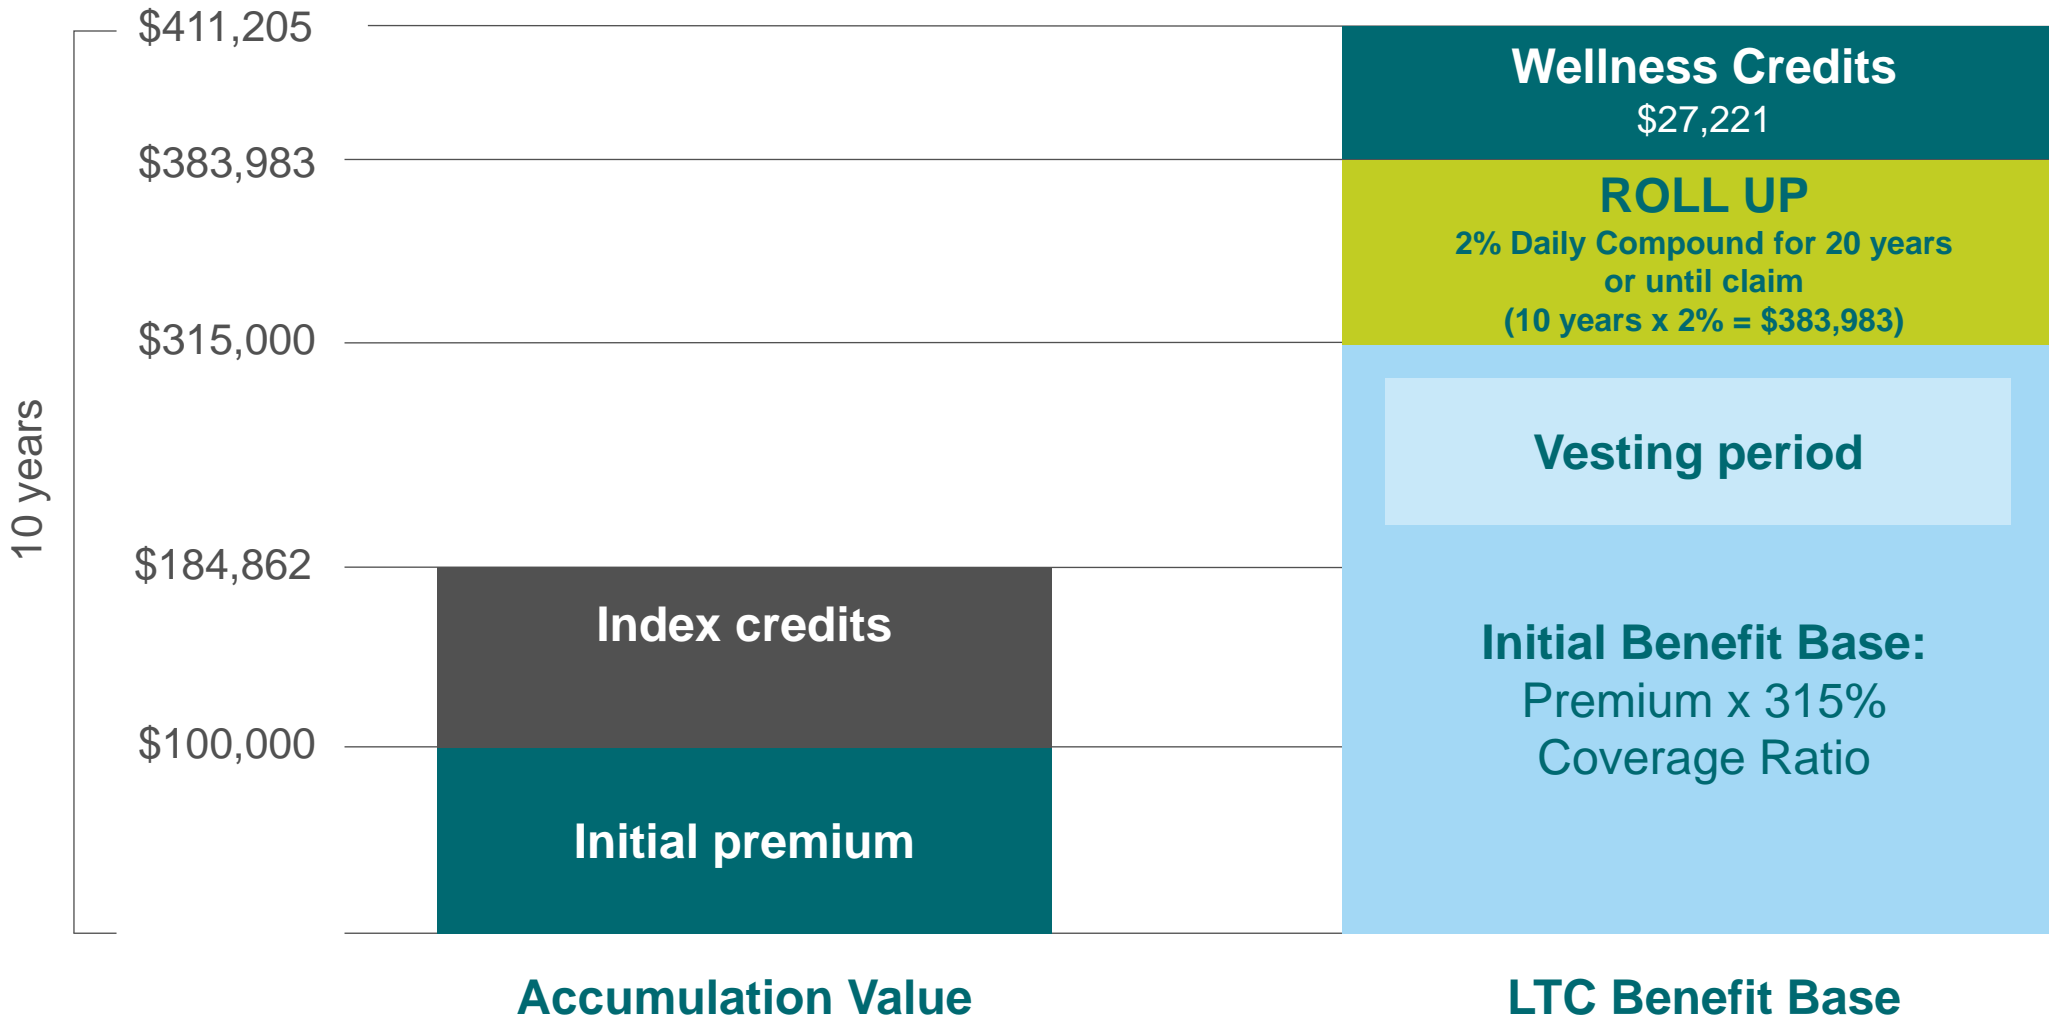 10 years
$411,205
$383,983
$315,000
$184,862
$100,000
Index credits
Initial premium
Accumulation Value
Wellness Credits
$27,221
ROLL UP
2% Daily Compound for 20 years
or until claim
(10 years x 2% = $383,983)
Vesting period
Initial Benefit Base:
Premium x 315%
Coverage Ratio
LTC Benefit Base